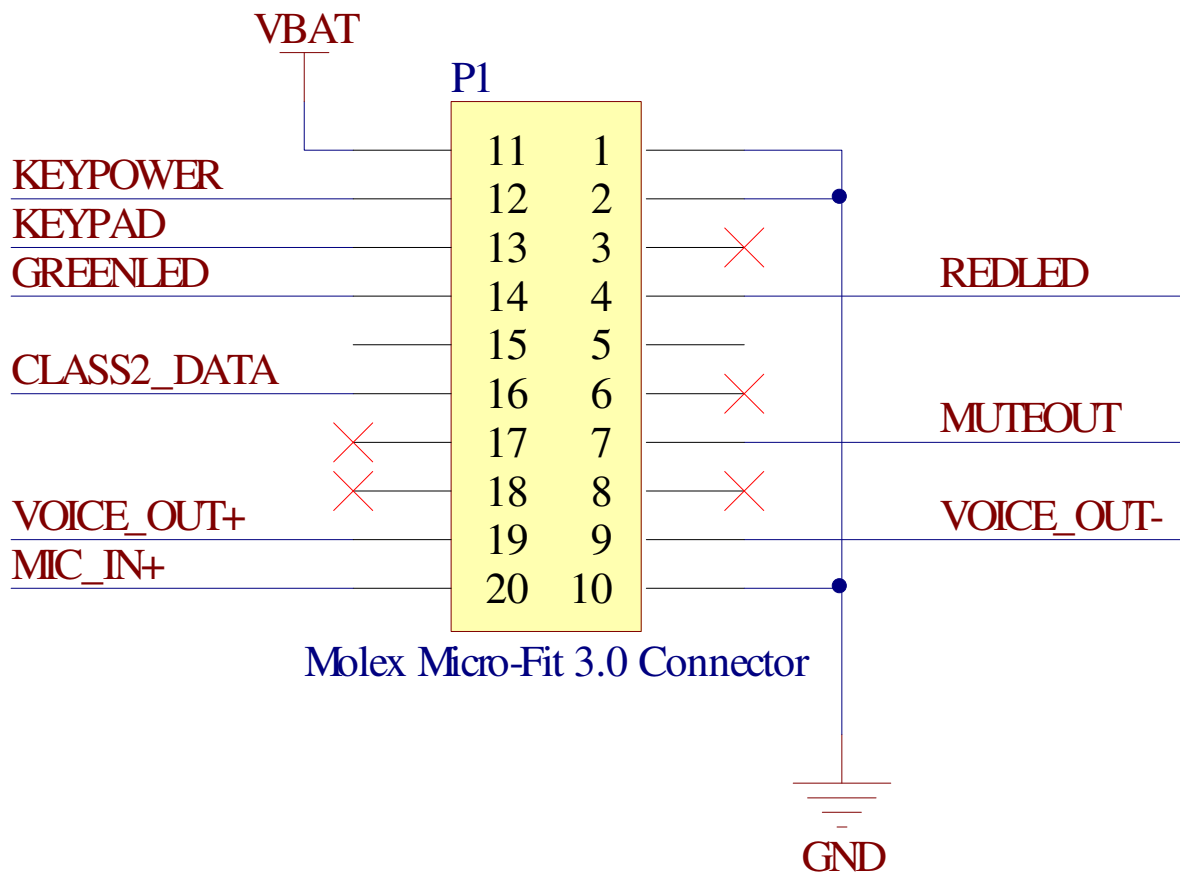 VBAT
P1
11 1
KEYPOWER
12 2
KEYPAD
13 3
GREENLED
14 4
REDLED
15 5
CLASS2_DATA
16 6
17 7
MUTEOUT
18 8
VOICE_OUT+
19 9
VOICE_OUT-
MIC_IN+
20 10
Molex Micro-Fit 3.0 Connector
GND